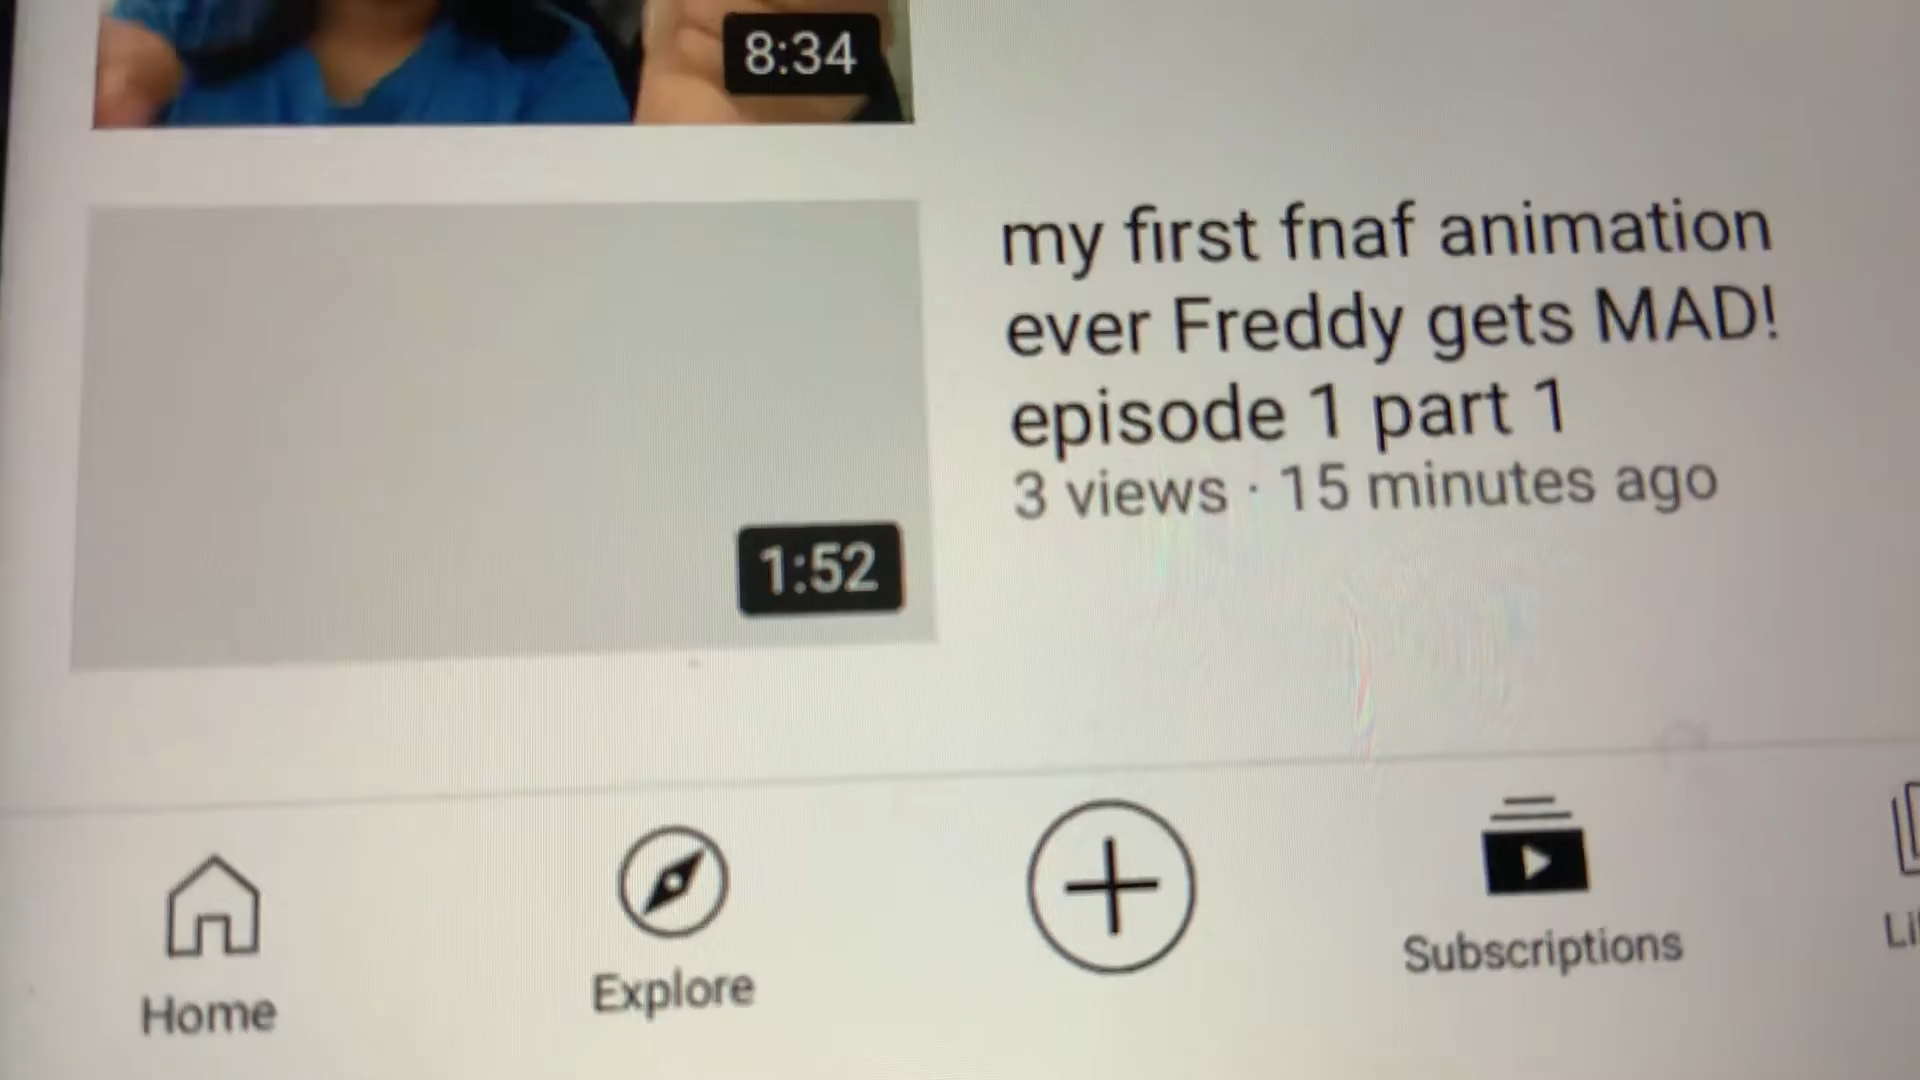 8:34
my first fnaf animation
ever Freddy gets MAD!
episode 1 part 1
3 views · 15 minutes ago
1:52
Home
Explore
Subscriptions